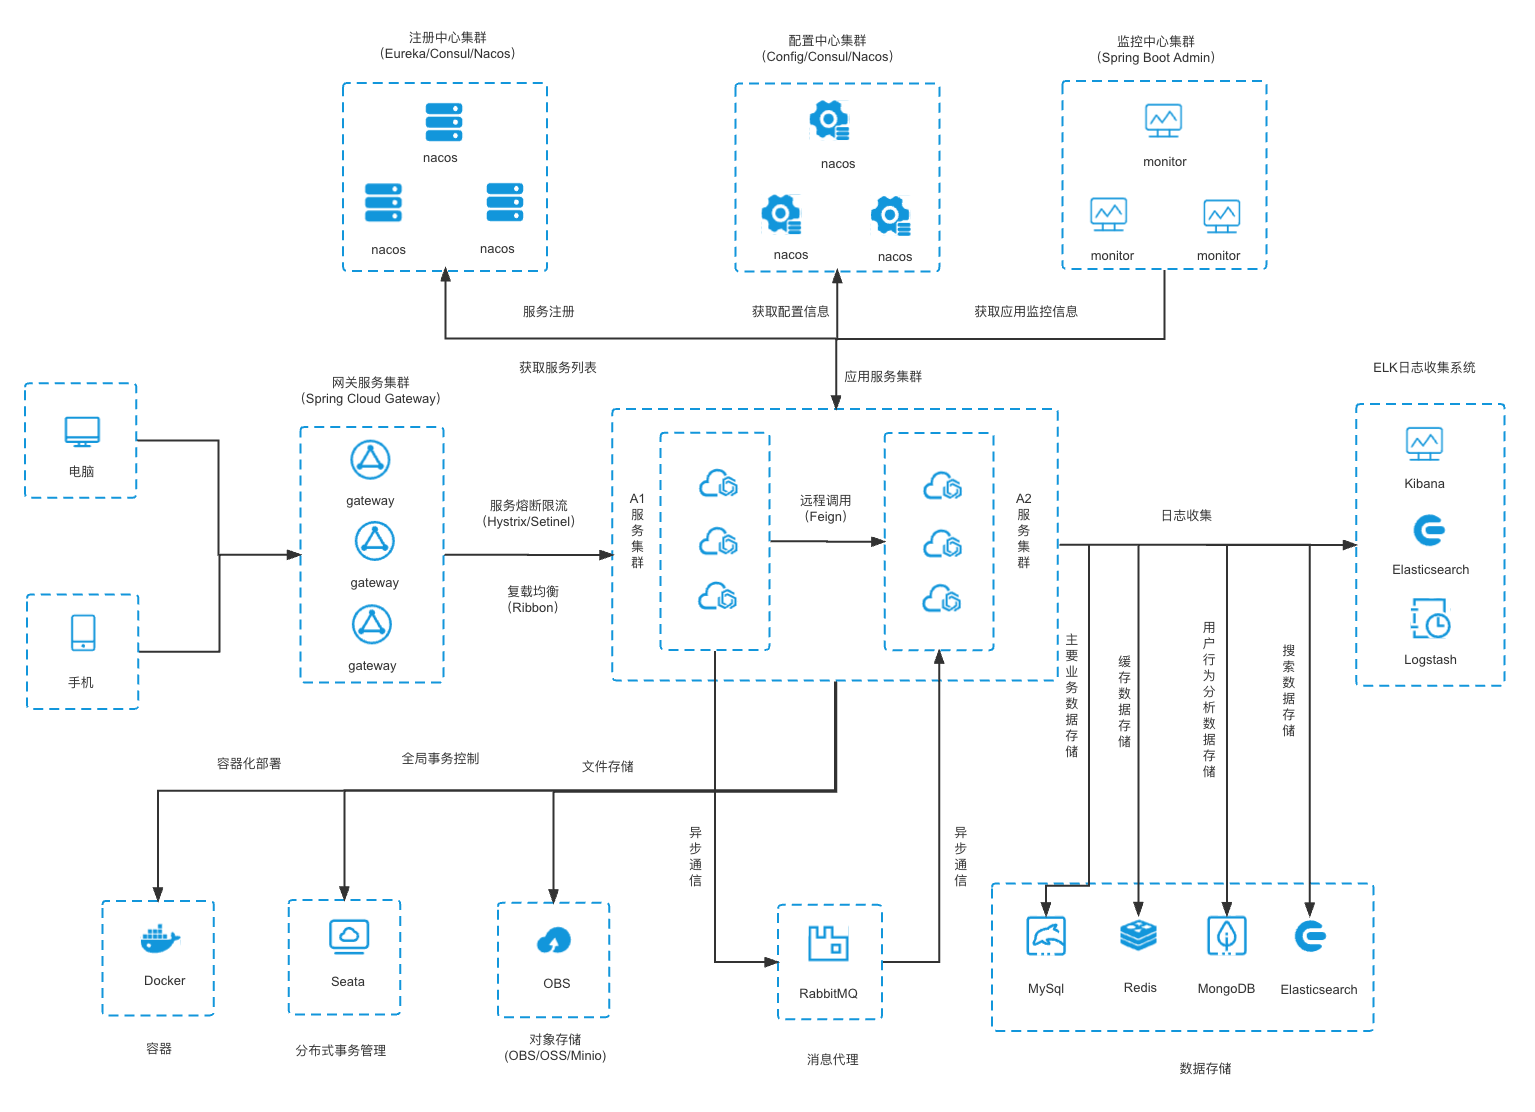 注册中心集群
(Eureka/Consul/Nacos)
配置中心集群
(Config/Consul/Nacos)
监控中心集群
(Spring Boot Admin)
nacos
nacos
nacos
nacos
nacos
nacos
monitor
monitor
monitor
服务注册
获取配置信息
获取应用监控信息
获取服务列表
应用服务集群
ELK日志收集系统
网关服务集群
(Spring Cloud Gateway)
电脑
手机
gateway
gateway
gateway
服务熔断限流
(Hystrix/Setinel)
复载均衡
(Ribbon)
A1
服
务
集
群
远程调用
(Feign)
A2
服
务
集
群
日志收集
Kibana
Elasticsearch
Logstash
主
要
业
务
数
据
存
储
缓
存
数
据
存
储
用
户
行
为
分
析
数
据
存
储
搜
索
数
据
存
储
容器化部署
全局事务控制
文件存储
异
步
通
信
异
步
通
信
Docker
Seata
OBS
RabbitMQ
MySql
Redis
MongoDB
Elasticsearch
容器
分布式事务管理
对象存储
(OBS/OSS/Minio)
消息代理
数据存储